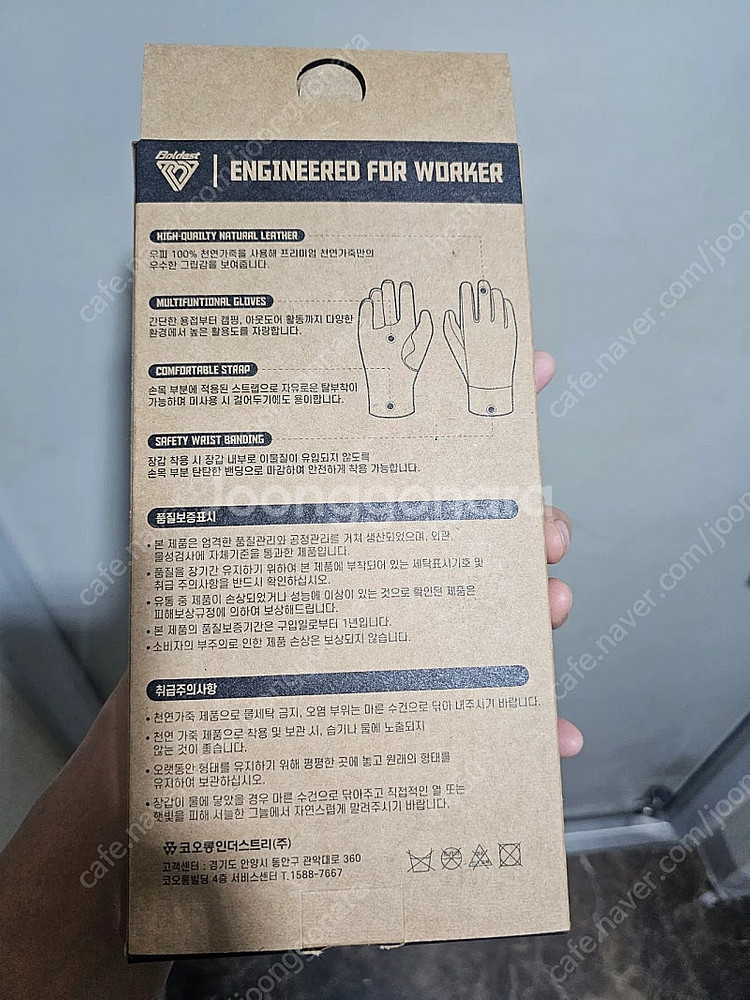 Boldest
ENGINEERED FOR WORKER
HIGH-QUAILTY NATURAL LEATHER
우피 100% 천연가죽을 사용해 프리미엄 천연가죽만의
우수한 그립감을 보여줍니다.
MULTIFUNTIONAL GLOVES
간단한 용접부터 캠핑, 아웃도어 활동까지 다양한
환경에서 높은 활용도를 자랑합니다.
COMFORTABLE STRAP
손목 부분에 적용된 스트랩으로 자유로운 탈부착이
가능하며 미사용 시 걸어두기에도 용이합니다.
SAFETY WRIST BANDING
장갑 착용 시 장갑 내부로 이물질이 유입되지 않도록
손목 부분 탄탄한 밴딩으로 마감하여 안전하게 착용 가능합니다.
joonggonara
품질보증표시
• 본 제품은 엄격한 품질관리와 공정관리를 거쳐 생산되었으며, 외관,
물성검사에 자체기준을 통과한 제품입니다.
• 품질을 장기간 유지하기 위하여 본 제품에 부착되어 있는 세탁표시기호 및
취급 주의사항을 반드시 확인하십시오.
• 유통 중 제품이 손상되었거나 성능에 이상이 있는 것으로 확인된 제품은
피해보상규정에 의하여 보상해드립니다.
• 본 제품의 품질보증기간은 구입일로부터 1년입니다.
• 소비자의 부주의로 인한 제품 손상은 보상되지 않습니다.
취급주의사항
• 천연가죽 제품으로 물세탁 금지, 오염 부위는 마른 수건으로 닦아 내주시기 바랍니다.
• 천연 가죽 제품으로 착용 및 보관 시, 습기나 물에 노출되지
않는 것이 좋습니다.
• 오랫동안 형태를 유지하기 위해 평평한 곳에 놓고 원래의 형태를
유지하여 보관하십시오.
• 장갑이 물에 닿았을 경우 마른 수건으로 닦아주고 직접적인 열 또는
햇빛을 피해 서늘한 그늘에서 자연스럽게 말려주시기 바랍니다.
코오롱인더스트리(주)
고객센터 : 경기도 안양시 동안구 관악대로 360
코오롱빌딩 4층 서비스센터 T.1588-7667
cafe.naver.com/joonggonara